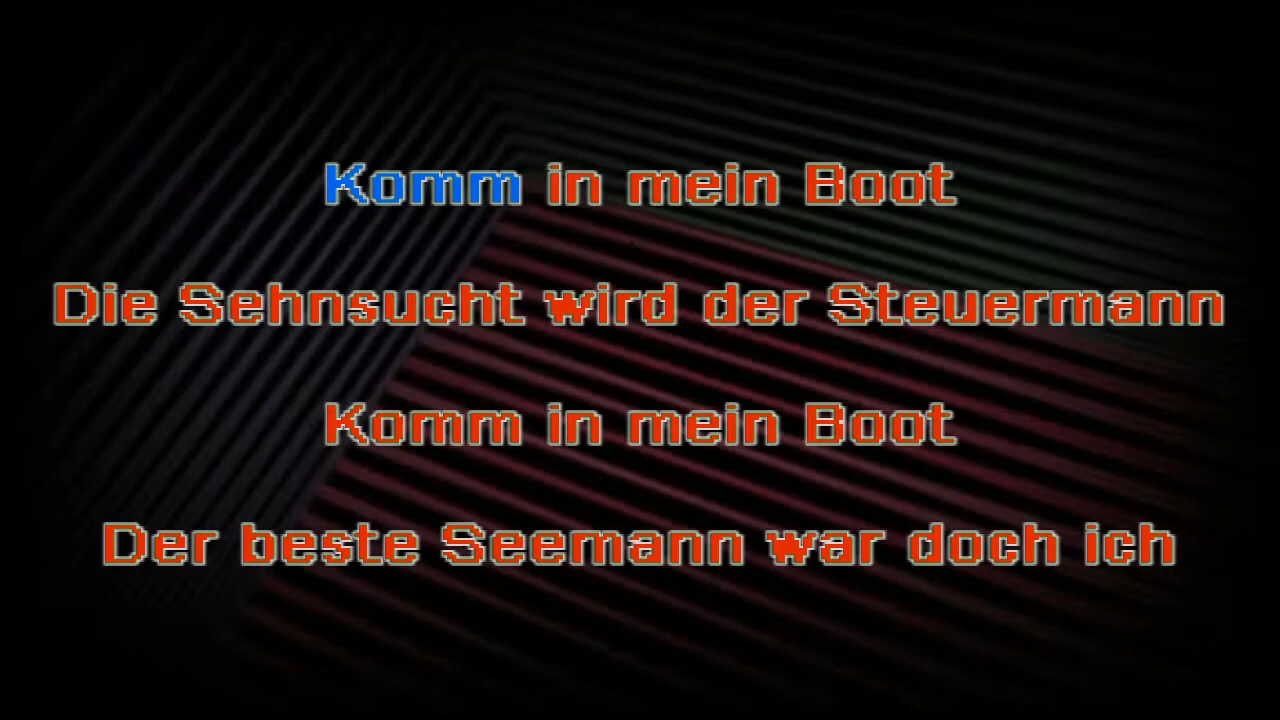 Komm in mein Boot
Die Sehnsucht wird der Steuermann
Komm in mein Boot
Der beste Seemann war doch ich